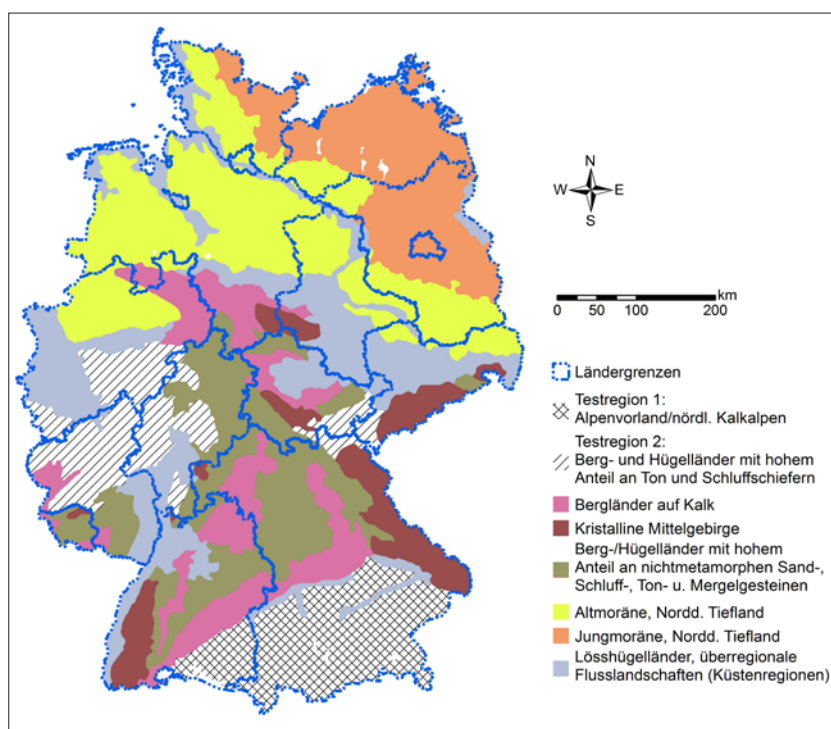 N
W E
S
km
0 50 100 200
Ländergrenzen
Testregion 1:
Alpenvorland/nördl. Kalkalpen
Testregion 2:
Berg- und Hügelländer mit hohem
Anteil an Ton und Schluffschiefern
Bergländer auf Kalk
Kristalline Mittelgebirge
Berg-/Hügelländer mit hohem
Anteil an nichtmetamorphen Sand-,
Schluff-, Ton- u. Mergelgesteinen
Altmoräne, Nordd. Tiefland
Jungmoräne, Nordd. Tiefland
Lösshügelländer, überregionale
Flusslandschaften (Küstenregionen)